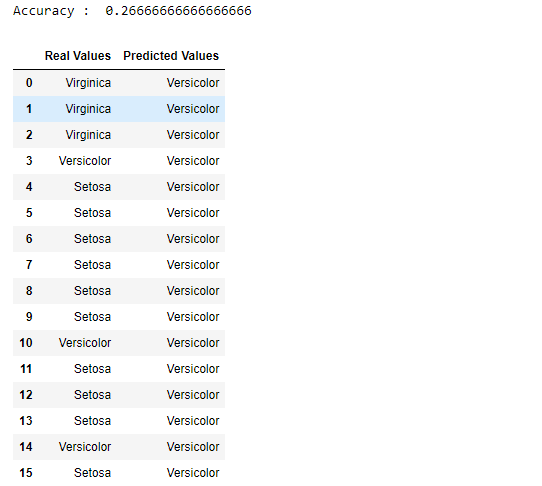 Accuracy :  0.26666666666666666
Real Values Predicted Values
0 Virginica Versicolor
1 Virginica Versicolor
2 Virginica Versicolor
3 Versicolor Versicolor
4 Setosa Versicolor
5 Setosa Versicolor
6 Setosa Versicolor
7 Setosa Versicolor
8 Setosa Versicolor
9 Setosa Versicolor
10 Versicolor Versicolor
11 Setosa Versicolor
12 Setosa Versicolor
13 Setosa Versicolor
14 Versicolor Versicolor
15 Setosa Versicolor